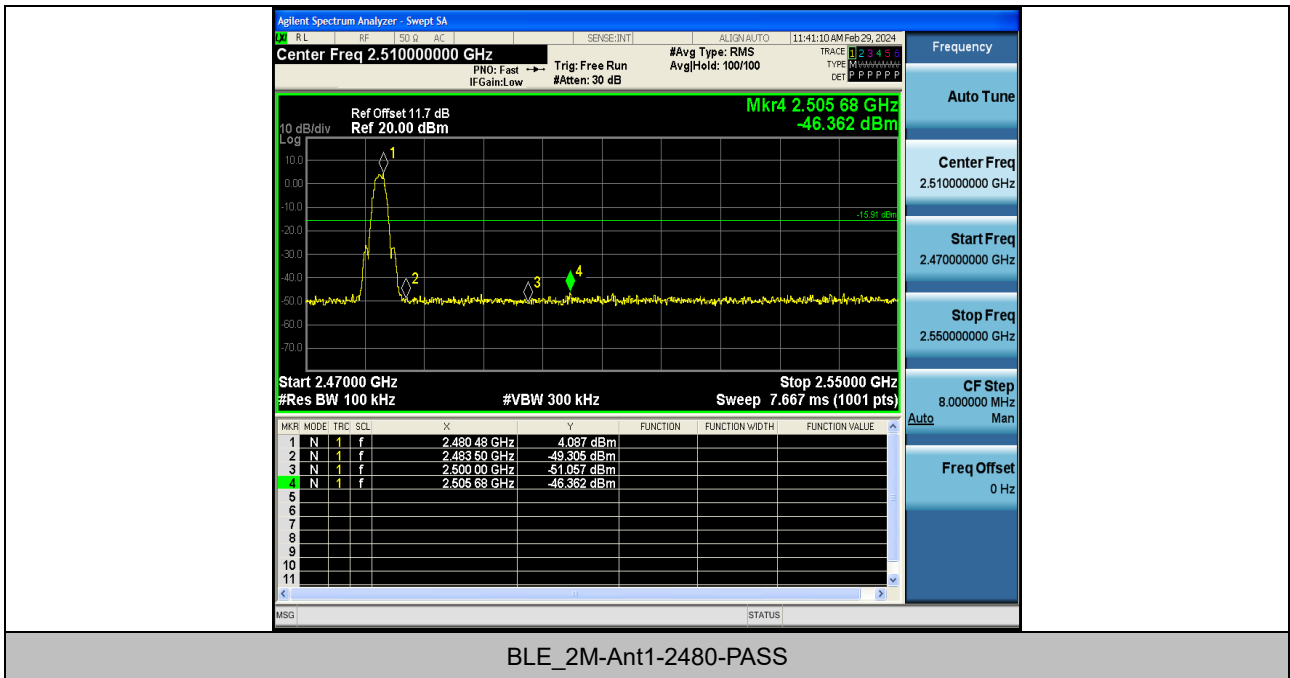 Agilent Spectrum Analyzer - Swept SA
RL RF 50 Ω AC SENSE:INT ALIGN AUTO 11:41:10 AM Feb 29, 2024
Center Freq 2.510000000 GHz
PNO: Fast
IFGain:Low
Trig: Free Run
#Atten: 30 dB
#Avg Type: RMS
Avg|Hold: 100/100
TRACE 1 2 3 4 5 6
TYPE M
DET P P P P P P
Ref Offset 11.7 dB
10 dB/div Ref 20.00 dBm
Log
Mkr4 2.505 68 GHz
-46.362 dBm
10.0
0.00
-10.0
-20.0
-30.0
-40.0
-50.0
-60.0
-70.0
1
2
3
4
-15.91 dBm
Start 2.47000 GHz Stop 2.55000 GHz
#Res BW 100 kHz #VBW 300 kHz Sweep 7.667 ms (1001 pts)
MKR MODE TRC SCL X Y FUNCTION FUNCTION WIDTH FUNCTION VALUE
1 N 1 f 2.480 48 GHz 4.087 dBm
2 N 1 f 2.483 50 GHz -49.305 dBm
3 N 1 f 2.500 00 GHz -51.057 dBm
4 N 1 f 2.505 68 GHz -46.362 dBm
5
6
7
8
9
10
11
MSG STATUS
Frequency
Auto Tune
Center Freq
2.510000000 GHz
Start Freq
2.470000000 GHz
Stop Freq
2.550000000 GHz
CF Step
8.000000 MHz
Auto Man
Freq Offset
0 Hz
BLE_2M-Ant1-2480-PASS